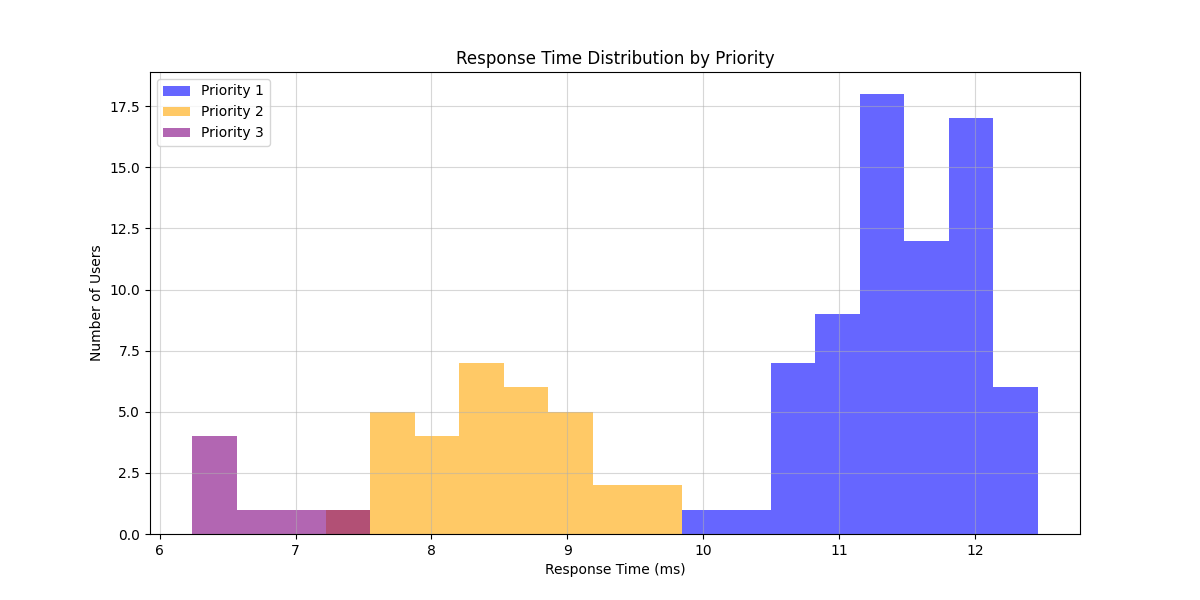 Response Time Distribution by Priority
Priority 1
Priority 2
Priority 3
17.5
15.0
12.5
10.0
7.5
5.0
2.5
0.0
Number of Users
6 7 8 9 10 11 12
Response Time (ms)